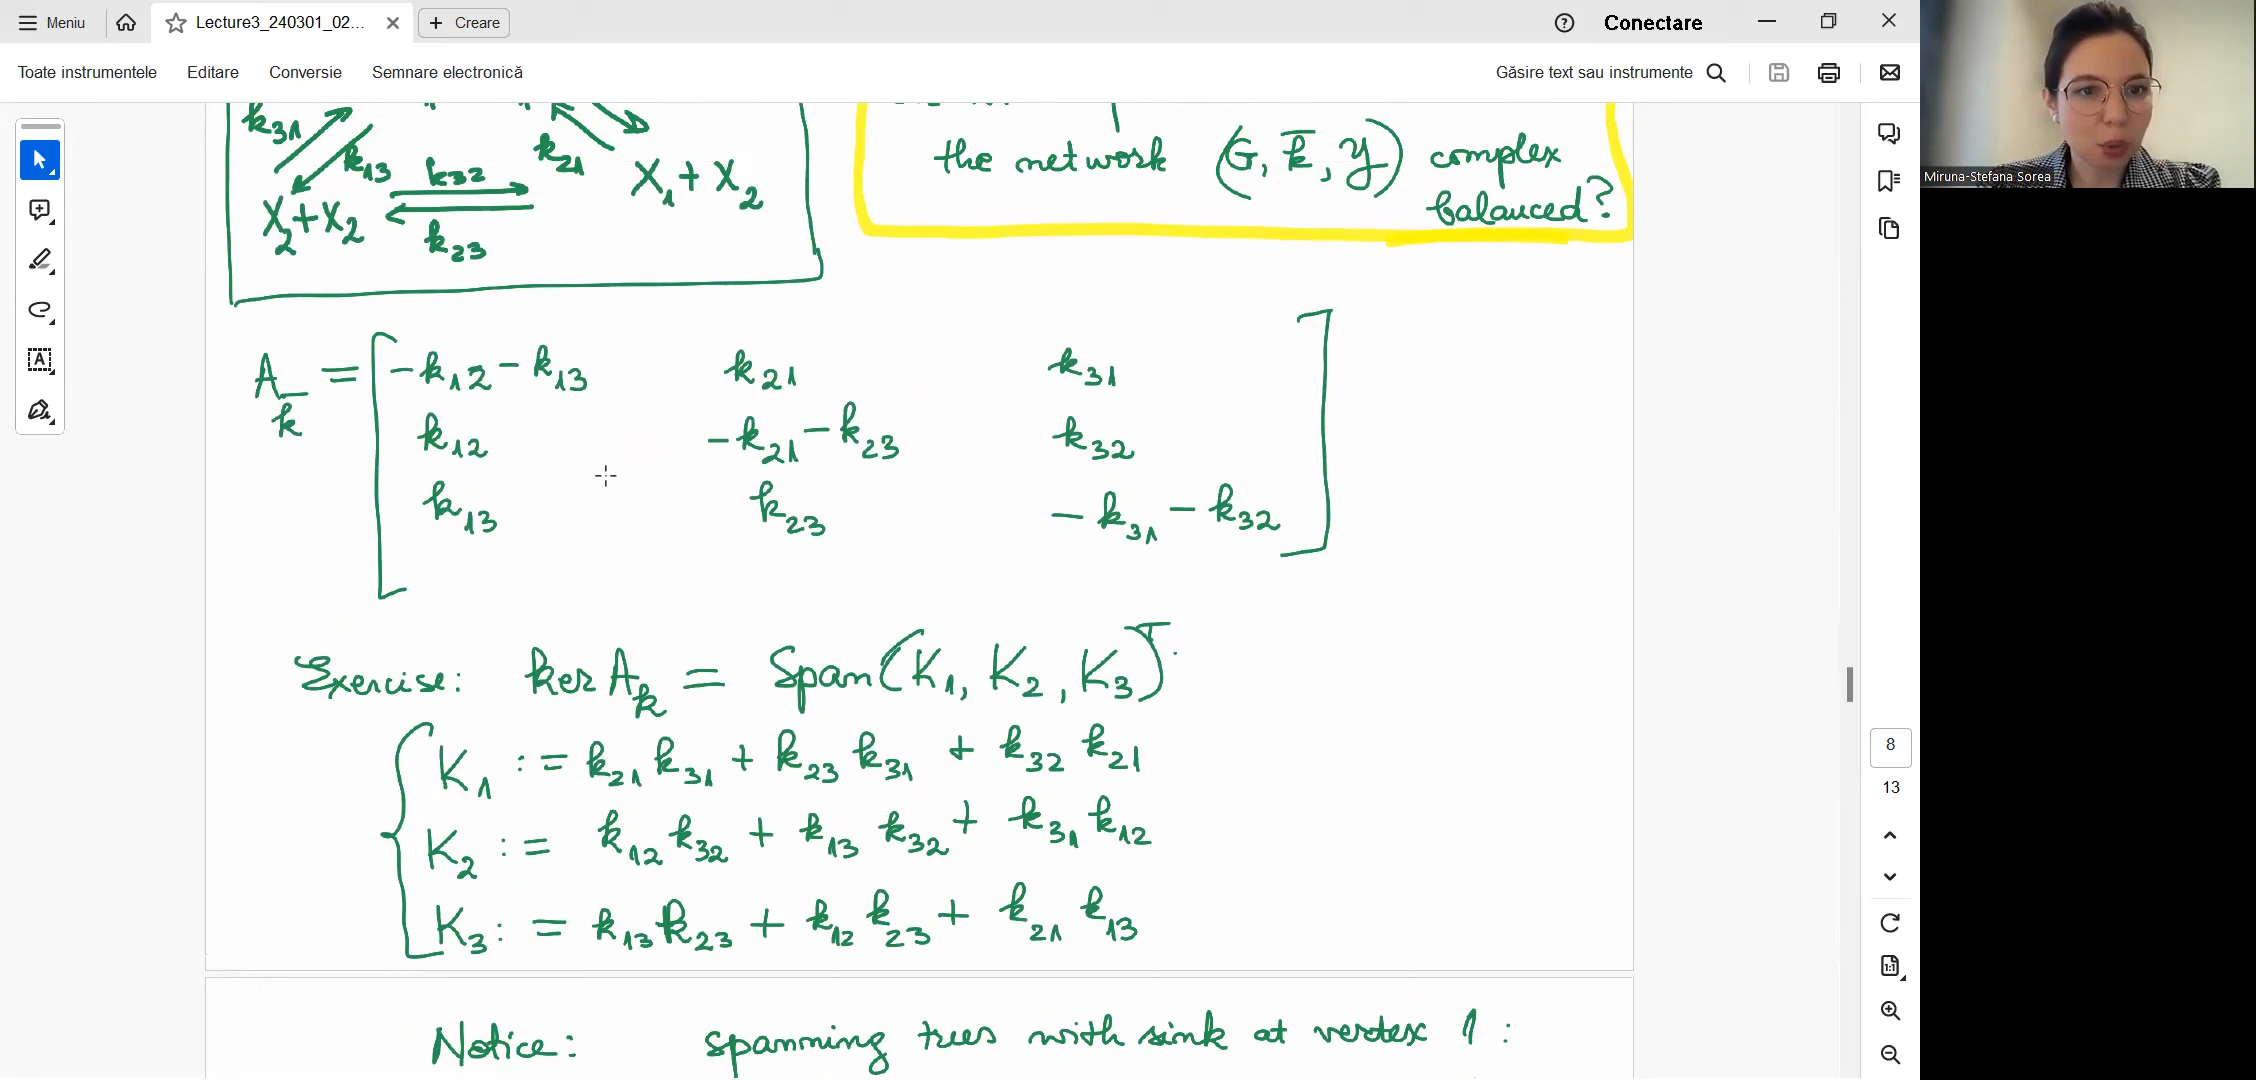 Meniu Lecture3_240301_02... Creare Conectare
Toate instrumentele Editare Conversie Semnare electronică Găsire text sau instrumente
Miruna-Stefana Sorea
k31 k13 k32 k21 X1 + X2
X2 + X2 k23
the network (G, k̅, Y) complex
balanced?
A_k̅ = [ -k12 - k13 k21 k31
k12 -k21 - k23 k32
k13 k23 -k31 - k32 ]
Exercise: ker A_k̅ = Span(K1, K2, K3)^T.
K1 := k21 k31 + k23 k31 + k32 k21
K2 := k12 k32 + k13 k32 + k31 k12
K3 := k13 k23 + k12 k23 + k21 k13
Notice: spanning trees with sink at vertex 1 :
8
13